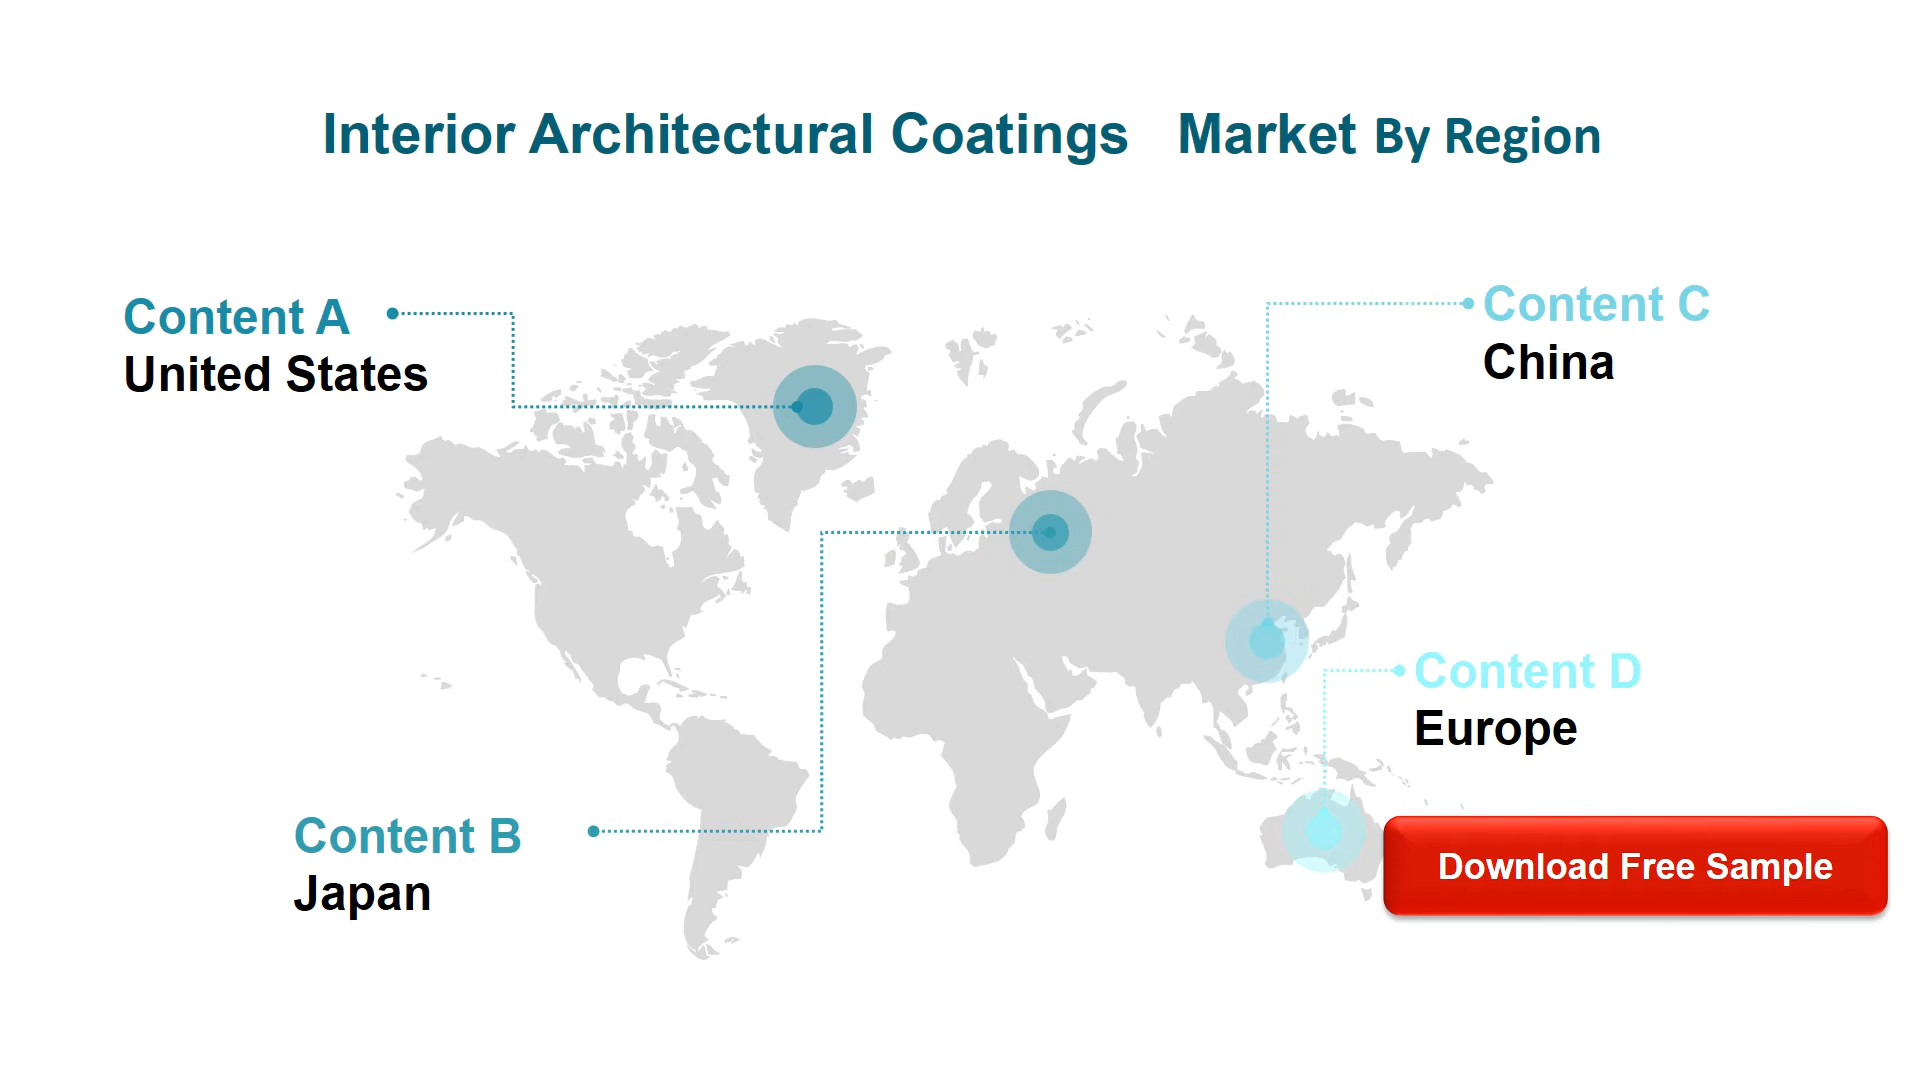 Interior Architectural Coatings Market By Region
Content A
United States
Content C
China
Content D
Europe
Content B
Japan
Download Free Sample